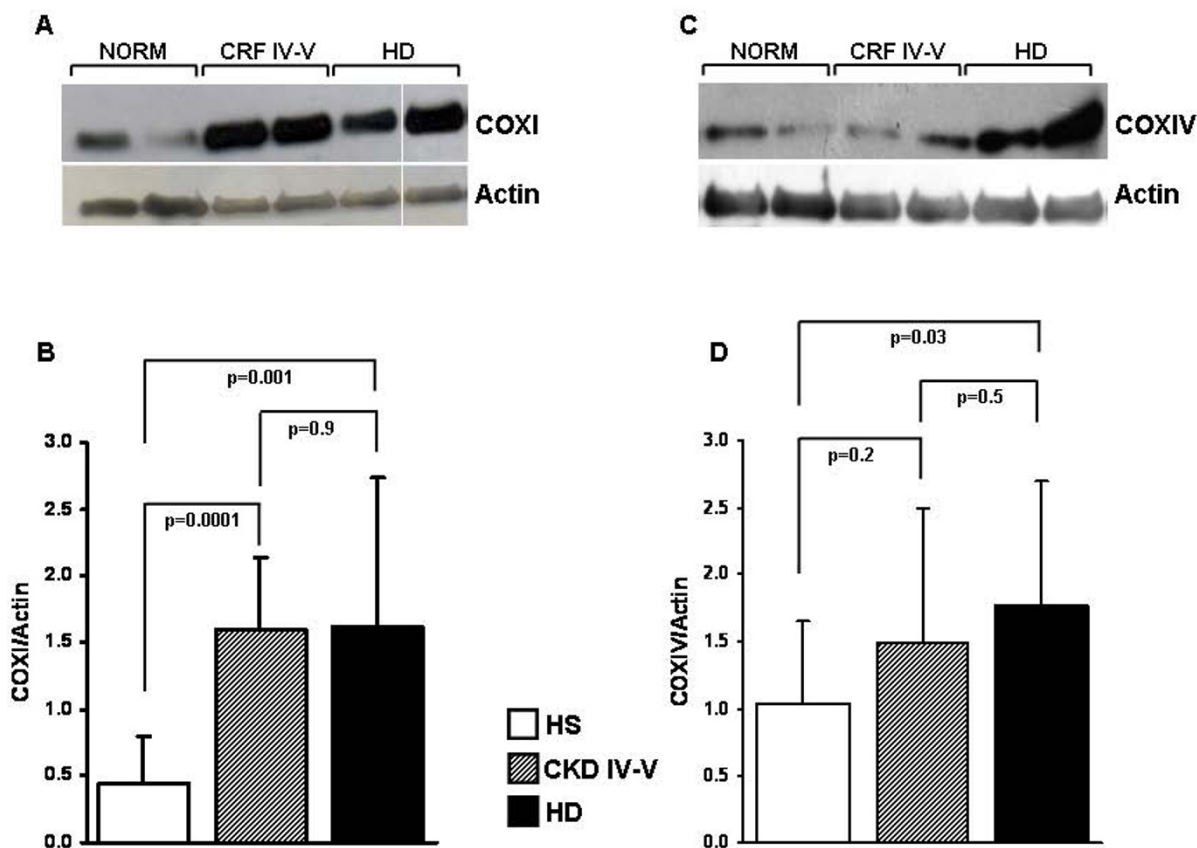 A
NORM CRF IV-V HD
COXI
Actin
C
NORM CRF IV-V HD
COXIV
Actin
B
p=0.001
p=0.9
p=0.0001
3.0
2.5
2.0
1.5
1.0
0.5
0.0
COXI/Actin
HS
CKD IV-V
HD
D
p=0.03
p=0.5
p=0.2
3.0
2.5
2.0
1.5
1.0
0.5
0.0
COXIV/Actin